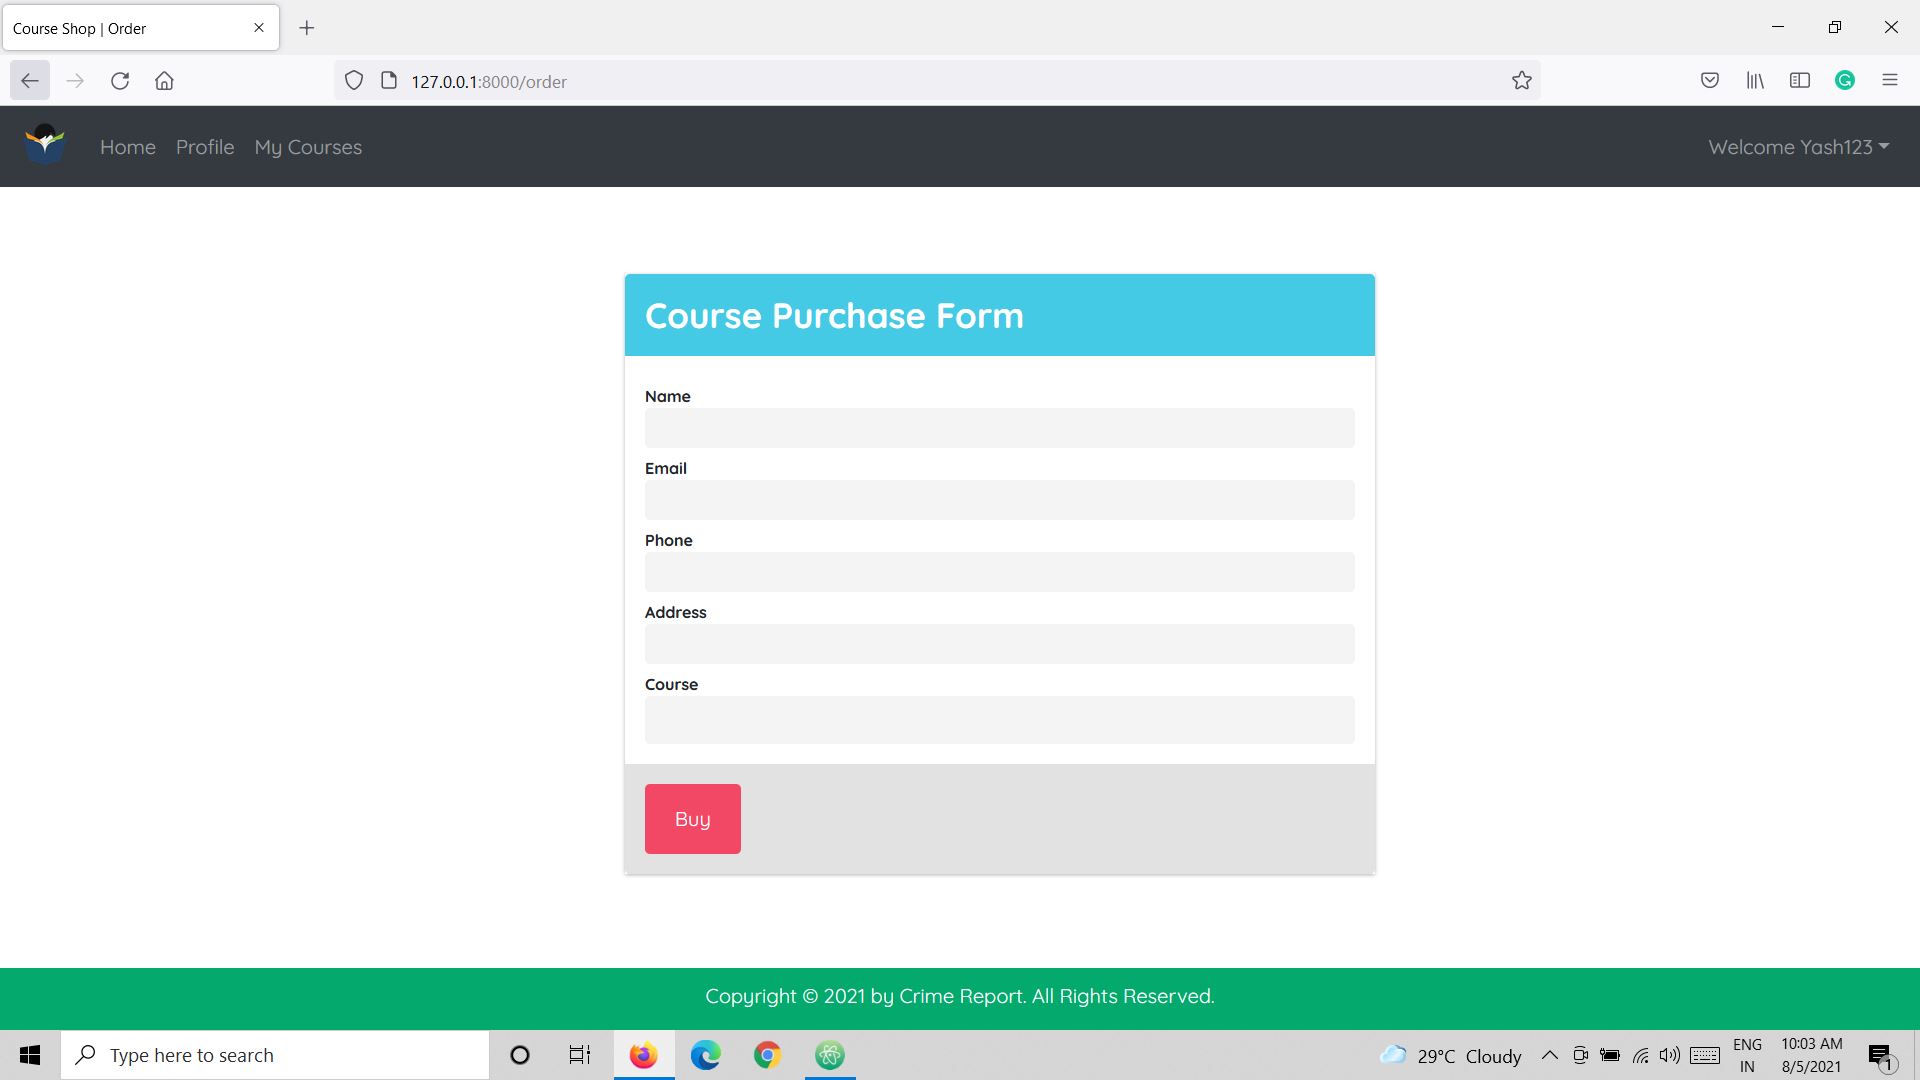 Course Shop | Order
127.0.0.1:8000/order
Home Profile My Courses Welcome Yash123
Course Purchase Form
Name
Email
Phone
Address
Course
Buy
Copyright © 2021 by Crime Report. All Rights Reserved.
Type here to search
29°C Cloudy
ENG
IN
10:03 AM
8/5/2021
1